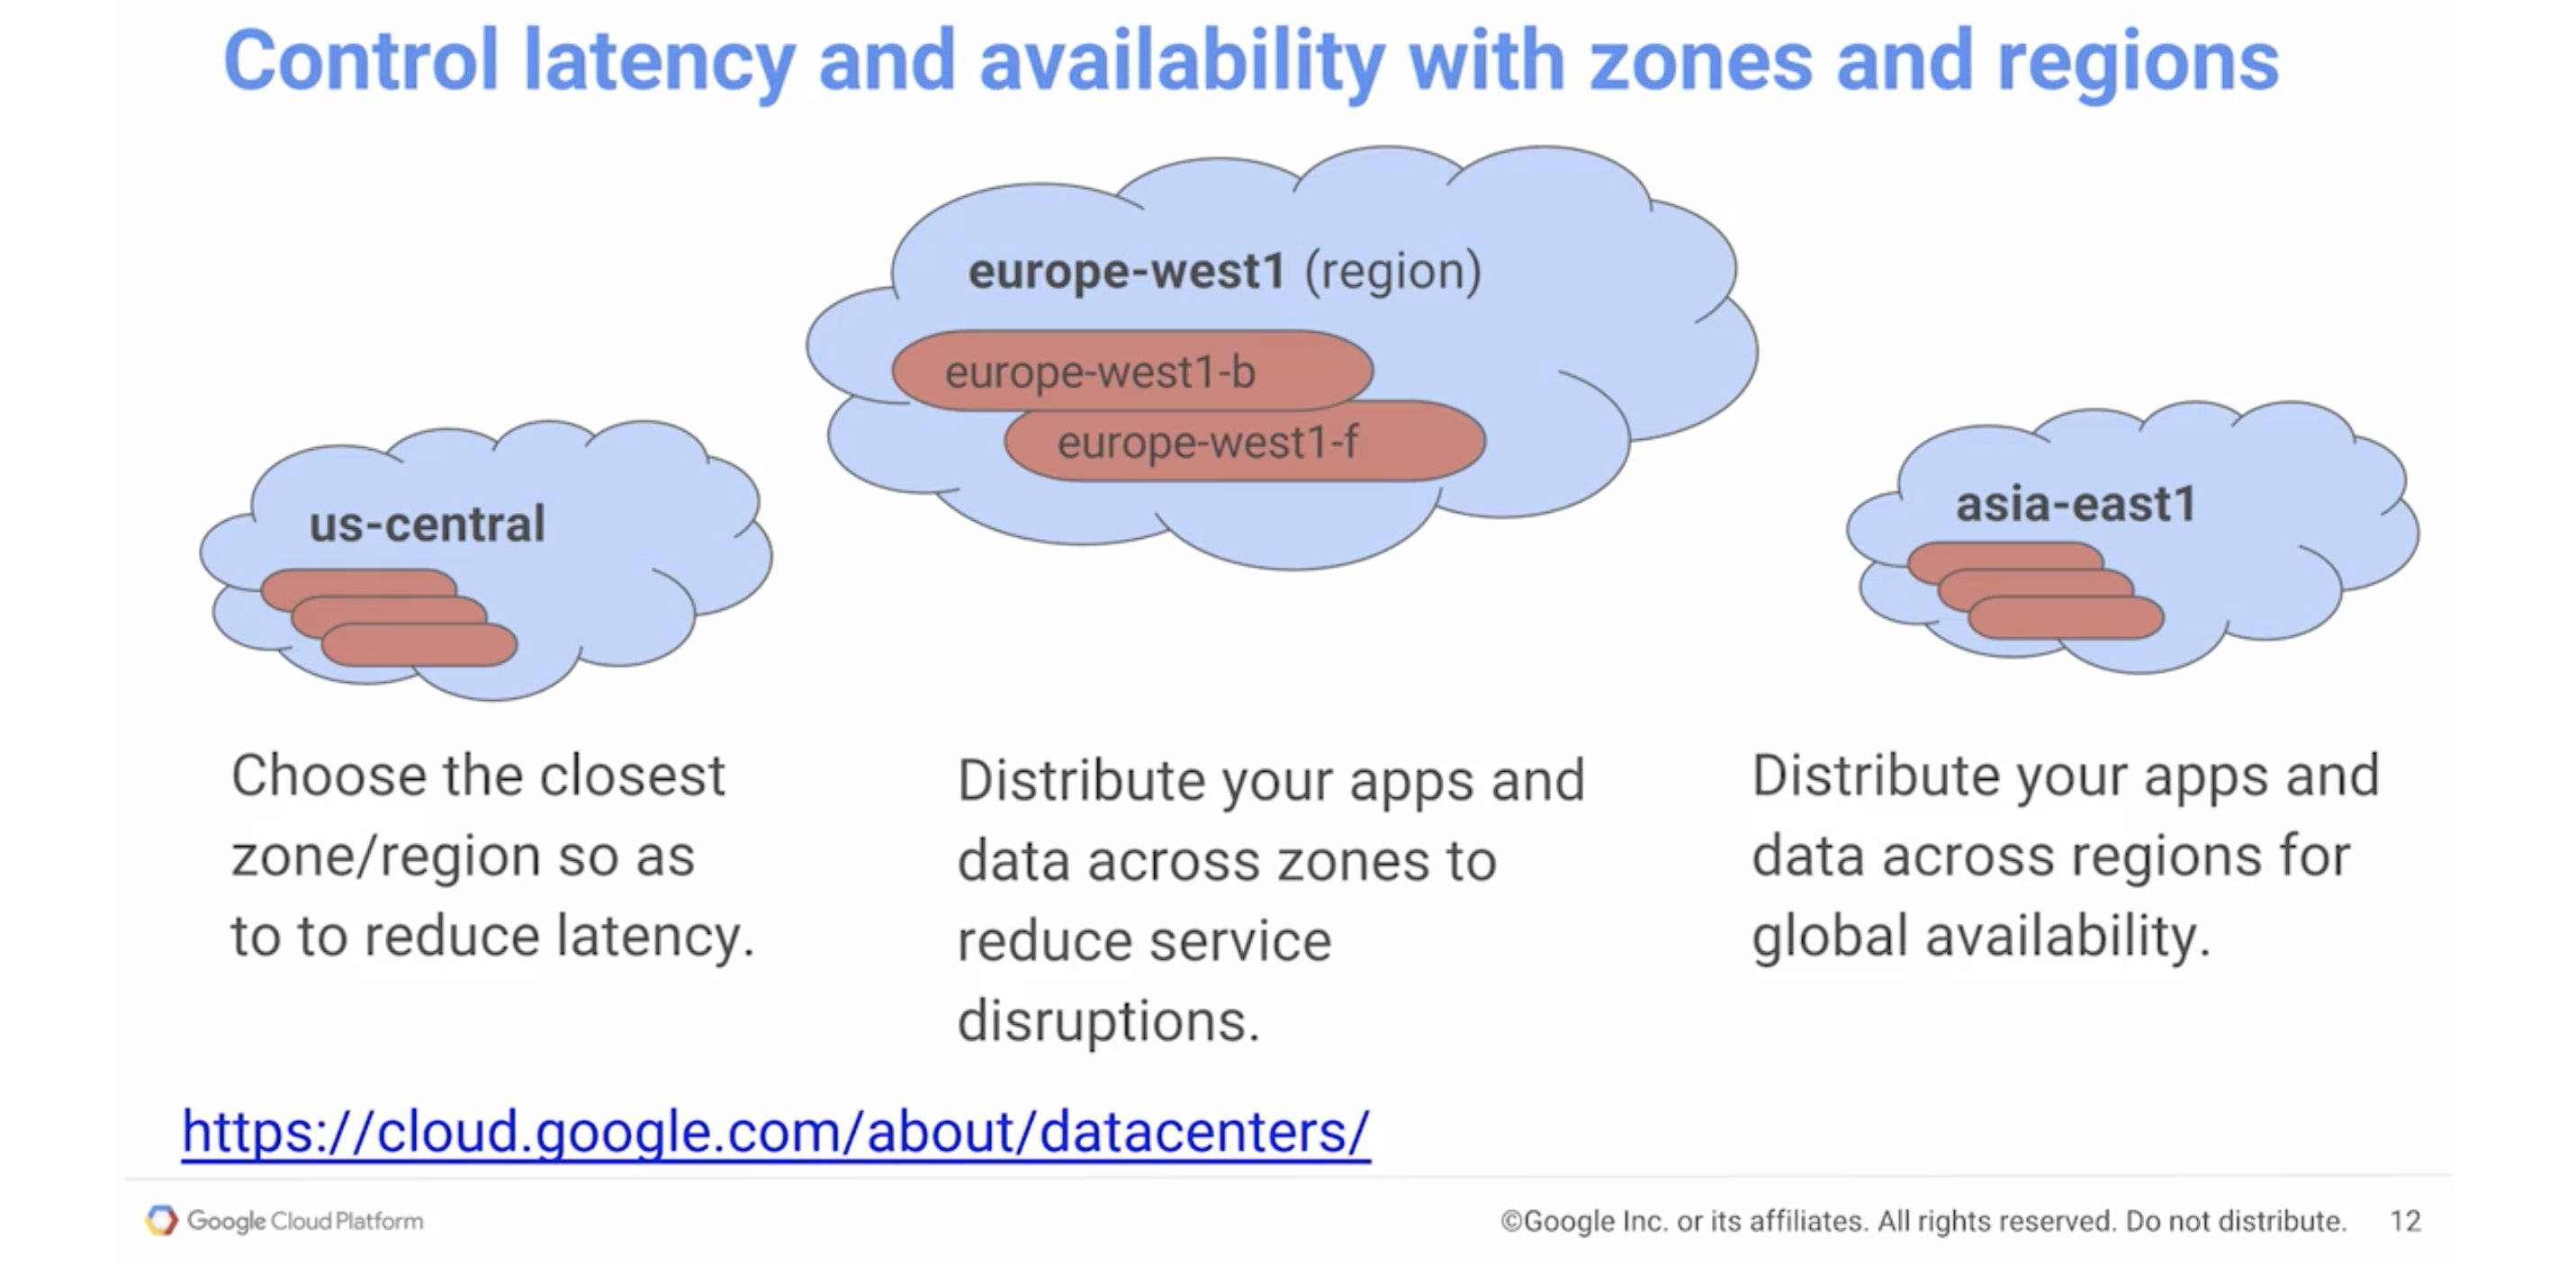 Control latency and availability with zones and regions
europe-west1 (region)
europe-west1-b
europe-west1-f
us-central
asia-east1
Choose the closest
zone/region so as
to to reduce latency.
Distribute your apps and
data across zones to
reduce service
disruptions.
Distribute your apps and
data across regions for
global availability.
https://cloud.google.com/about/datacenters/
Google Cloud Platform
©Google Inc. or its affiliates. All rights reserved. Do not distribute. 12